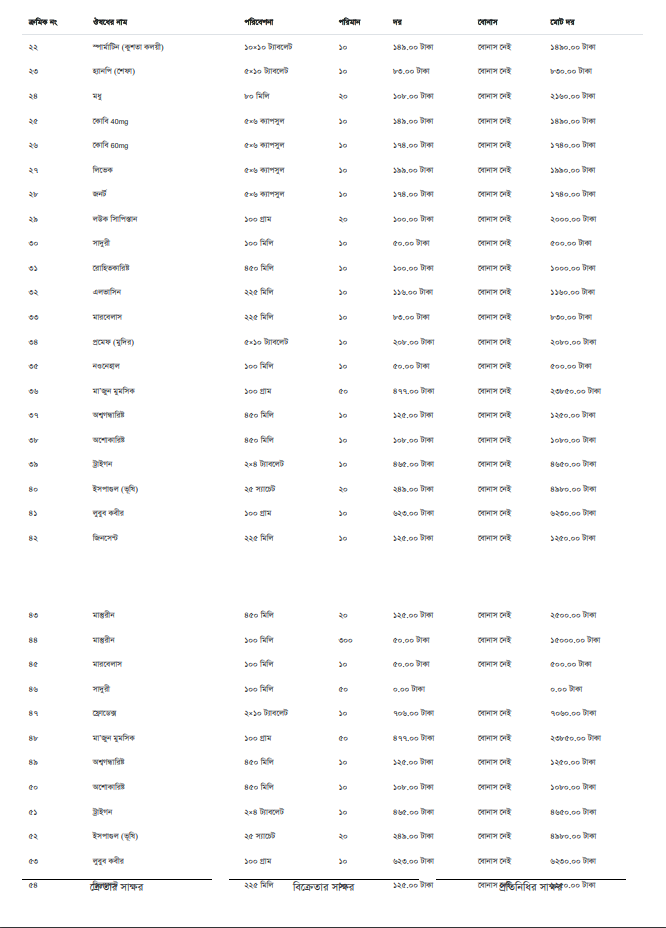 ক্রমিক নং ঔষধের নাম পরিবেশনা পরিমান দর বোনাস মোট দর
২২ স্পার্মাটিন (কুশতা কলয়ী) ১০×১০ ট্যাবলেট ১০ ১৪৯.০০ টাকা বোনাস নেই ১৪৯০.০০ টাকা
২৩ হ্যানপি (শেফা) ৫×১০ ট্যাবলেট ১০ ৮৩.০০ টাকা বোনাস নেই ৮৩০.০০ টাকা
২৪ মধু ৮০ মিলি ২০ ১০৮.০০ টাকা বোনাস নেই ২১৬০.০০ টাকা
২৫ কোবি 40mg ৫×৬ ক্যাপসুল ১০ ১৪৯.০০ টাকা বোনাস নেই ১৪৯০.০০ টাকা
২৬ কোবি 60mg ৫×৬ ক্যাপসুল ১০ ১৭৪.০০ টাকা বোনাস নেই ১৭৪০.০০ টাকা
২৭ লিভেক ৫×৬ ক্যাপসুল ১০ ১৯৯.০০ টাকা বোনাস নেই ১৯৯০.০০ টাকা
২৮ জনর্ট ৫×৬ ক্যাপসুল ১০ ১৭৪.০০ টাকা বোনাস নেই ১৭৪০.০০ টাকা
২৯ লউক সিাপিস্তান ১০০ গ্রাম ২০ ১০০.০০ টাকা বোনাস নেই ২০০০.০০ টাকা
৩০ সাদুরী ১০০ মিলি ১০ ৫০.০০ টাকা বোনাস নেই ৫০০.০০ টাকা
৩১ রোহিতকারিষ্ট ৪৫০ মিলি ১০ ১০০.০০ টাকা বোনাস নেই ১০০০.০০ টাকা
৩২ এলভাসিন ২২৫ মিলি ১০ ১১৬.০০ টাকা বোনাস নেই ১১৬০.০০ টাকা
৩৩ মারবেলাস ২২৫ মিলি ১০ ৮৩.০০ টাকা বোনাস নেই ৮৩০.০০ টাকা
৩৪ প্রমেফ (মুদির) ৫×১০ ট্যাবলেট ১০ ২০৮.০০ টাকা বোনাস নেই ২০৮০.০০ টাকা
৩৫ নওনেহাল ১০০ মিলি ১০ ৫০.০০ টাকা বোনাস নেই ৫০০.০০ টাকা
৩৬ মা'জুন মুমসিক ১০০ গ্রাম ৫০ ৪৭৭.০০ টাকা বোনাস নেই ২৩৮৫০.০০ টাকা
৩৭ অশ্বগন্ধারিষ্ট ৪৫০ মিলি ১০ ১২৫.০০ টাকা বোনাস নেই ১২৫০.০০ টাকা
৩৮ অশোকারিষ্ট ৪৫০ মিলি ১০ ১০৮.০০ টাকা বোনাস নেই ১০৮০.০০ টাকা
৩৯ ট্রাইগন ২×৪ ট্যাবলেট ১০ ৪৬৫.০০ টাকা বোনাস নেই ৪৬৫০.০০ টাকা
৪০ ইসপাগুল (ভূষি) ২৫ স্যাচেট ২০ ২৪৯.০০ টাকা বোনাস নেই ৪৯৮০.০০ টাকা
৪১ লুবুব কবীর ১০০ গ্রাম ১০ ৬২৩.০০ টাকা বোনাস নেই ৬২৩০.০০ টাকা
৪২ জিনসেন্ট ২২৫ মিলি ১০ ১২৫.০০ টাকা বোনাস নেই ১২৫০.০০ টাকা
৪৩ মাস্তুরীন ৪৫০ মিলি ২০ ১২৫.০০ টাকা বোনাস নেই ২৫০০.০০ টাকা
৪৪ মাস্তুরীন ১০০ মিলি ৩০০ ৫০.০০ টাকা বোনাস নেই ১৫০০০.০০ টাকা
৪৫ মারবেলাস ১০০ মিলি ১০ ৫০.০০ টাকা বোনাস নেই ৫০০.০০ টাকা
৪৬ সাদুরী ১০০ মিলি ৫০ ০.০০ টাকা ০.০০ টাকা
৪৭ ফ্রোডেক্স ২×১০ ট্যাবলেট ১০ ৭০৬.০০ টাকা বোনাস নেই ৭০৬০.০০ টাকা
৪৮ মা'জুন মুমসিক ১০০ গ্রাম ৫০ ৪৭৭.০০ টাকা বোনাস নেই ২৩৮৫০.০০ টাকা
৪৯ অশ্বগন্ধারিষ্ট ৪৫০ মিলি ১০ ১২৫.০০ টাকা বোনাস নেই ১২৫০.০০ টাকা
৫০ অশোকারিষ্ট ৪৫০ মিলি ১০ ১০৮.০০ টাকা বোনাস নেই ১০৮০.০০ টাকা
৫১ ট্রাইগন ২×৪ ট্যাবলেট ১০ ৪৬৫.০০ টাকা বোনাস নেই ৪৬৫০.০০ টাকা
৫২ ইসপাগুল (ভূষি) ২৫ স্যাচেট ২০ ২৪৯.০০ টাকা বোনাস নেই ৪৯৮০.০০ টাকা
৫৩ লুবুব কবীর ১০০ গ্রাম ১০ ৬২৩.০০ টাকা বোনাস নেই ৬২৩০.০০ টাকা
৫৪ ২২৫ মিলি ১২৫.০০ টাকা বোনাস টাকা
ক্রেতার সাক্ষর বিক্রেতার সাক্ষর প্রতিনিধির সাক্ষর